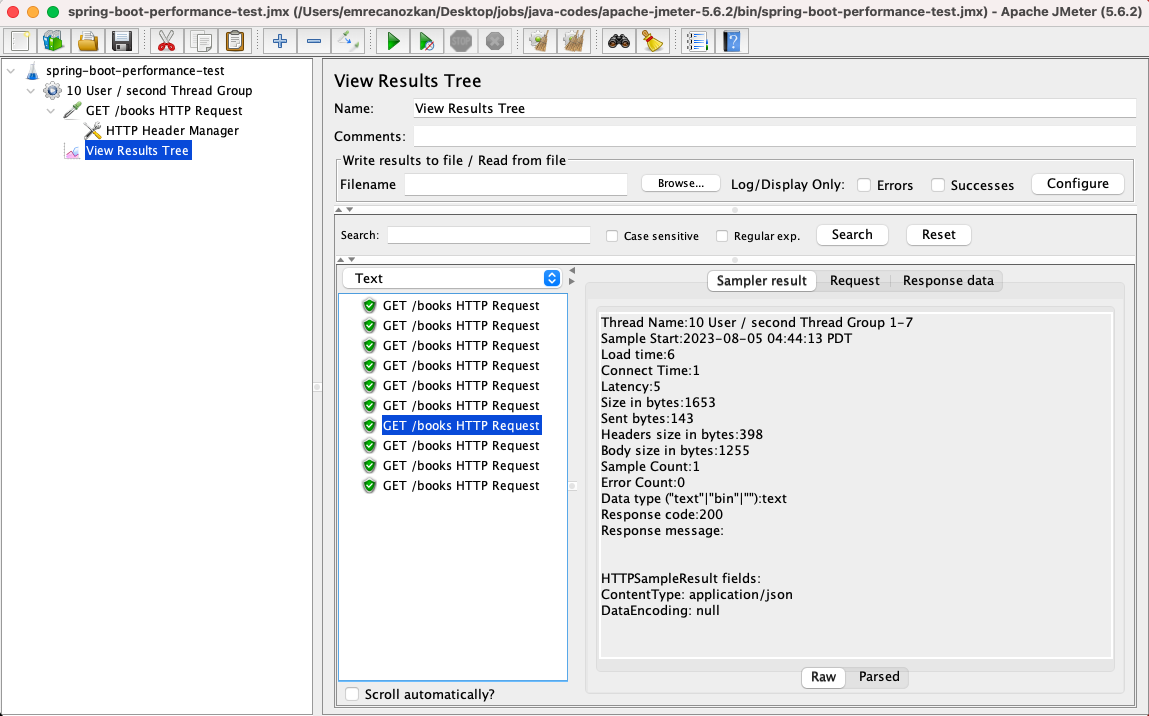 spring-boot-performance-test.jmx (/Users/emrecanozkan/Desktop/jobs/java-codes/apache-jmeter-5.6.2/bin/spring-boot-performance-test.jmx) - Apache JMeter (5.6.2)
STOP
spring-boot-performance-test
10 User / second Thread Group
GET /books HTTP Request
HTTP Header Manager
View Results Tree
View Results Tree
Name: View Results Tree
Comments:
Write results to file / Read from file
Filename Browse... Log/Display Only: Errors Successes Configure
Search: Case sensitive Regular exp. Search Reset
Text
GET /books HTTP Request
GET /books HTTP Request
GET /books HTTP Request
GET /books HTTP Request
GET /books HTTP Request
GET /books HTTP Request
GET /books HTTP Request
GET /books HTTP Request
GET /books HTTP Request
GET /books HTTP Request
Scroll automatically?
Sampler result Request Response data
Thread Name:10 User / second Thread Group 1-7
Sample Start:2023-08-05 04:44:13 PDT
Load time:6
Connect Time:1
Latency:5
Size in bytes:1653
Sent bytes:143
Headers size in bytes:398
Body size in bytes:1255
Sample Count:1
Error Count:0
Data type ("text"|"bin"|""):text
Response code:200
Response message:
HTTPSampleResult fields:
ContentType: application/json
DataEncoding: null
Raw Parsed